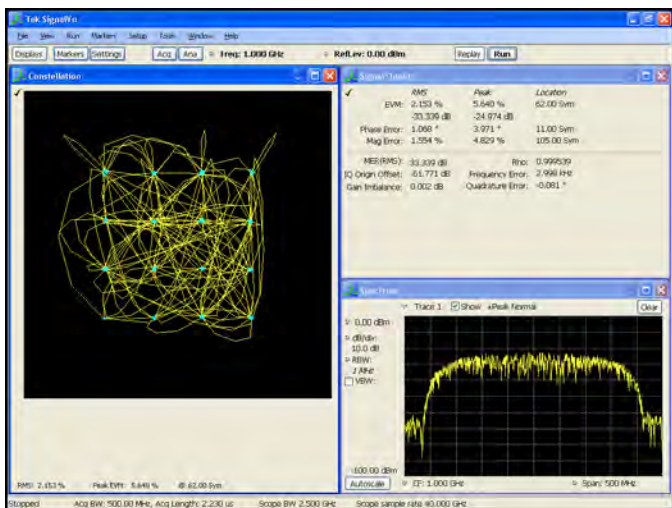 Tek SignalVu
File View Run Markers Setup Tools Window Help
Displays Markers Settings Acq Ana Freq: 1.000 GHz RefLev: 0.00 dBm Replay Run
Constellation
RMS: 2.153 % Peak EVM: 5.640 % @ 62.00 Sym
Signal Quality
RMS Peak Location
EVM: 2.153 % 5.640 % 62.00 Sym
-33.339 dB -24.974 dB
Phase Error: 1.068 ° 3.971 ° 11.00 Sym
Mag Error: 1.554 % 4.829 % 105.00 Sym
MER(RMS): 33.339 dB Rho: 0.999539
IQ Origin Offset: -61.771 dB Frequency Error: 2.998 kHz
Gain Imbalance: 0.002 dB Quadrature Error: -0.081 °
Spectrum
Trace 1 Show +Peak Normal Clear
0.00 dBm
dB/div:
10.0 dB
RBW:
1 MHz
VBW:
-100.00 dBm
Autoscale CF: 1.000 GHz Span: 500 MHz
Stopped Acq BW: 500.00 MHz, Acq Length: 2.230 us Scope BW 2.500 GHz Scope sample rate 40.000 GHz